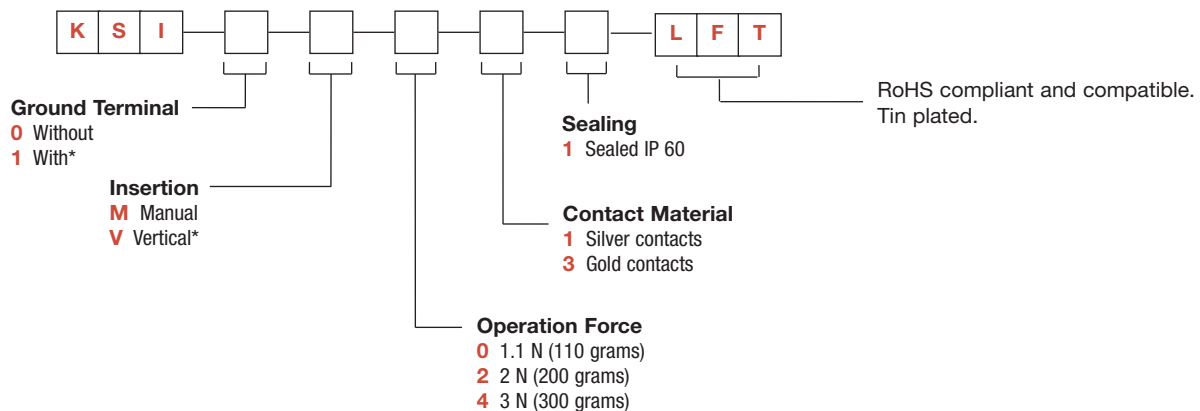 K S I L F T
RoHS compliant and compatible.
Tin plated.
Ground Terminal
0 Without
1 With*
Sealing
1 Sealed IP 60
Insertion
M Manual
V Vertical*
Contact Material
1 Silver contacts
3 Gold contacts
Operation Force
0 1.1 N (110 grams)
2 2 N (200 grams)
4 3 N (300 grams)